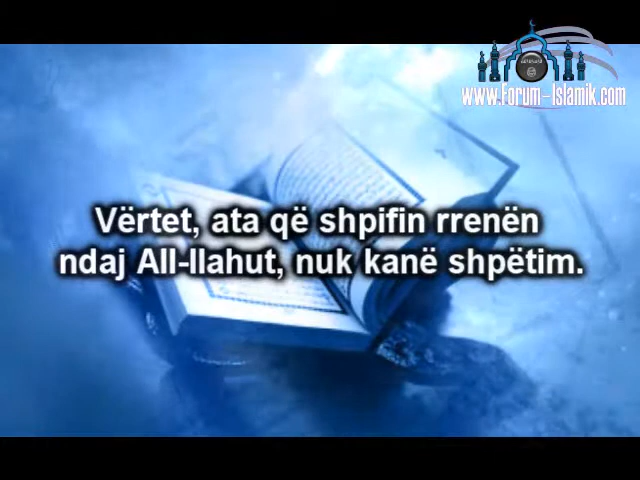 www.Forum-Islamik.com
Vërtet, ata që shpifin rrenën
ndaj All-llahut, nuk kanë shpëtim.